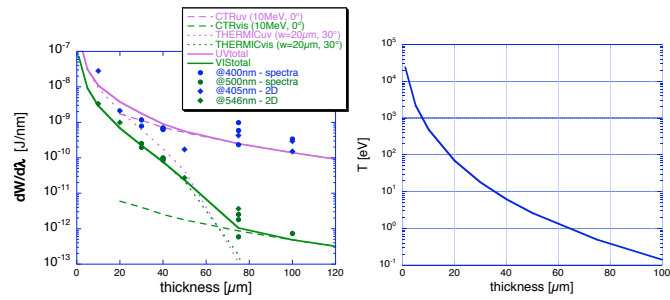 CTRuv (10MeV, 0°)
CTRvis (10MeV, 0°)
THERMICuv (w=20µm, 30°)
THERMICvis (w=20µm, 30°)
UVtotal
VIStotal
@400nm - spectra
@500nm - spectra
@405nm - 2D
@546nm - 2D
dW/dλ [J/nm]
10-7
10-8
10-9
10-10
10-11
10-12
10-13
0 20 40 60 80 100 120
thickness [µm]
T [eV]
105
104
103
102
101
100
10-1
0 20 40 60 80 100
thickness [µm]